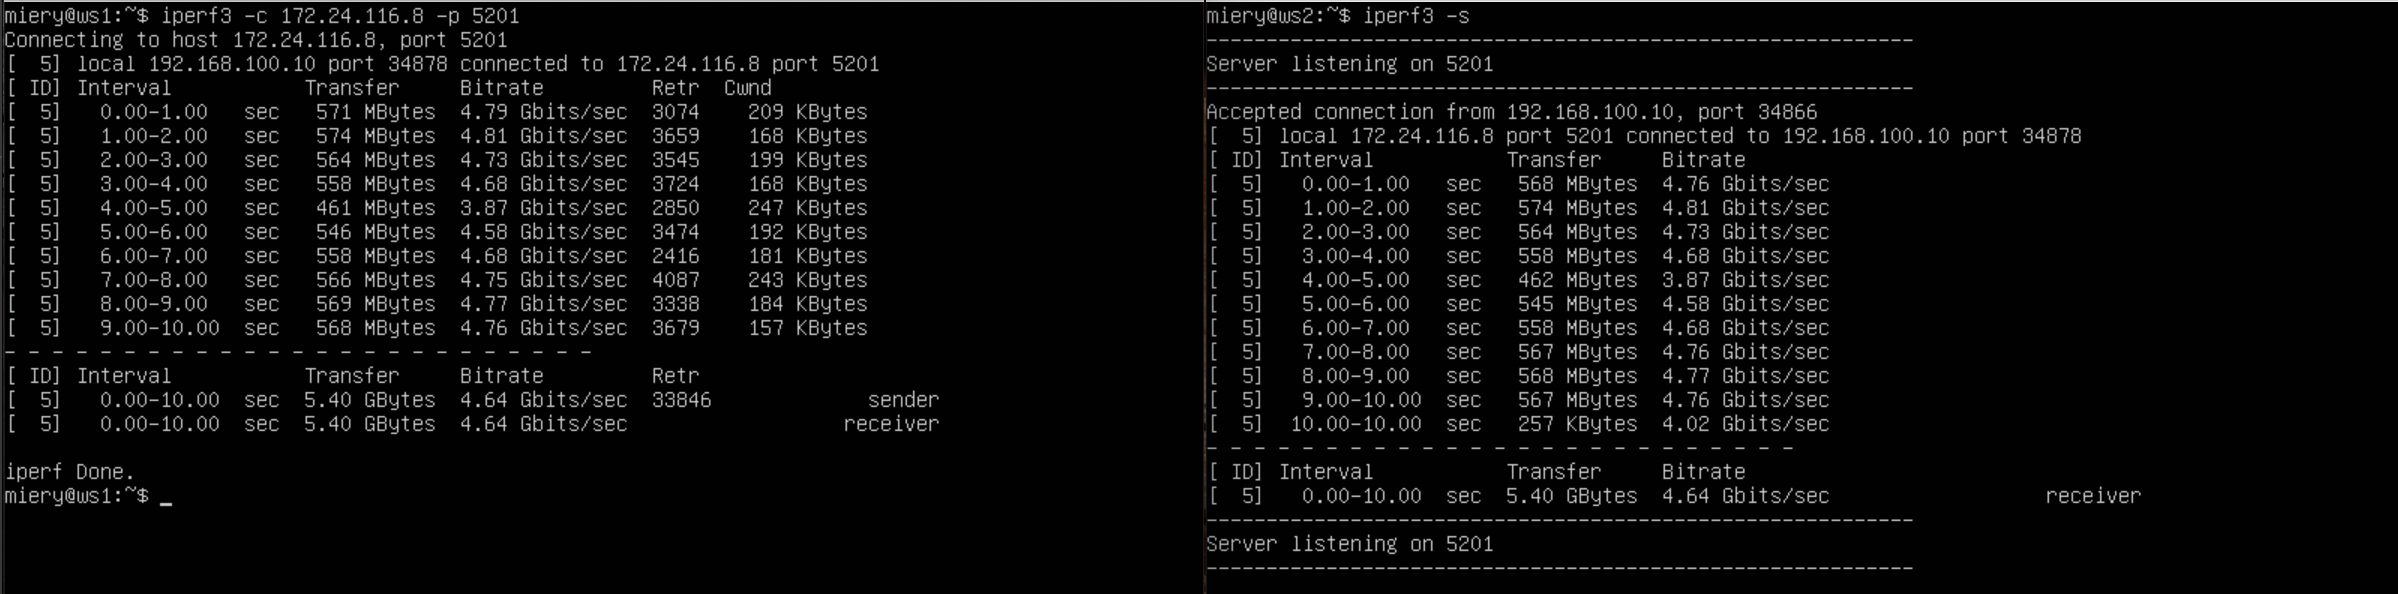 miery@ws1:~$ iperf3 -c 172.24.116.8 -p 5201
Connecting to host 172.24.116.8, port 5201
[  5] local 192.168.100.10 port 34878 connected to 172.24.116.8 port 5201
[ ID] Interval           Transfer     Bitrate         Retr  Cwnd
[  5]   0.00-1.00   sec   571 MBytes  4.79 Gbits/sec  3074    209 KBytes
[  5]   1.00-2.00   sec   574 MBytes  4.81 Gbits/sec  3659    168 KBytes
[  5]   2.00-3.00   sec   564 MBytes  4.73 Gbits/sec  3545    199 KBytes
[  5]   3.00-4.00   sec   558 MBytes  4.68 Gbits/sec  3724    168 KBytes
[  5]   4.00-5.00   sec   461 MBytes  3.87 Gbits/sec  2850    247 KBytes
[  5]   5.00-6.00   sec   546 MBytes  4.58 Gbits/sec  3474    192 KBytes
[  5]   6.00-7.00   sec   558 MBytes  4.68 Gbits/sec  2416    181 KBytes
[  5]   7.00-8.00   sec   566 MBytes  4.75 Gbits/sec  4087    243 KBytes
[  5]   8.00-9.00   sec   569 MBytes  4.77 Gbits/sec  3338    184 KBytes
[  5]   9.00-10.00  sec   568 MBytes  4.76 Gbits/sec  3679    157 KBytes
- - - - - - - - - - - - - - - - - - - - - - - - -
[ ID] Interval           Transfer     Bitrate         Retr
[  5]   0.00-10.00  sec  5.40 GBytes  4.64 Gbits/sec  33846             sender
[  5]   0.00-10.00  sec  5.40 GBytes  4.64 Gbits/sec                  receiver
iperf Done.
miery@ws1:~$ _
miery@ws2:~$ iperf3 -s
-----------------------------------------------------------
Server listening on 5201
-----------------------------------------------------------
Accepted connection from 192.168.100.10, port 34866
[  5] local 172.24.116.8 port 5201 connected to 192.168.100.10 port 34878
[ ID] Interval           Transfer     Bitrate
[  5]   0.00-1.00   sec   568 MBytes  4.76 Gbits/sec
[  5]   1.00-2.00   sec   574 MBytes  4.81 Gbits/sec
[  5]   2.00-3.00   sec   564 MBytes  4.73 Gbits/sec
[  5]   3.00-4.00   sec   558 MBytes  4.68 Gbits/sec
[  5]   4.00-5.00   sec   462 MBytes  3.87 Gbits/sec
[  5]   5.00-6.00   sec   545 MBytes  4.58 Gbits/sec
[  5]   6.00-7.00   sec   558 MBytes  4.68 Gbits/sec
[  5]   7.00-8.00   sec   567 MBytes  4.76 Gbits/sec
[  5]   8.00-9.00   sec   568 MBytes  4.77 Gbits/sec
[  5]   9.00-10.00  sec   567 MBytes  4.76 Gbits/sec
[  5]  10.00-10.00  sec   257 KBytes  4.02 Gbits/sec
- - - - - - - - - - - - - - - - - - - - - - - - -
[ ID] Interval           Transfer     Bitrate
[  5]   0.00-10.00  sec  5.40 GBytes  4.64 Gbits/sec                  receiver
-----------------------------------------------------------
Server listening on 5201
-----------------------------------------------------------